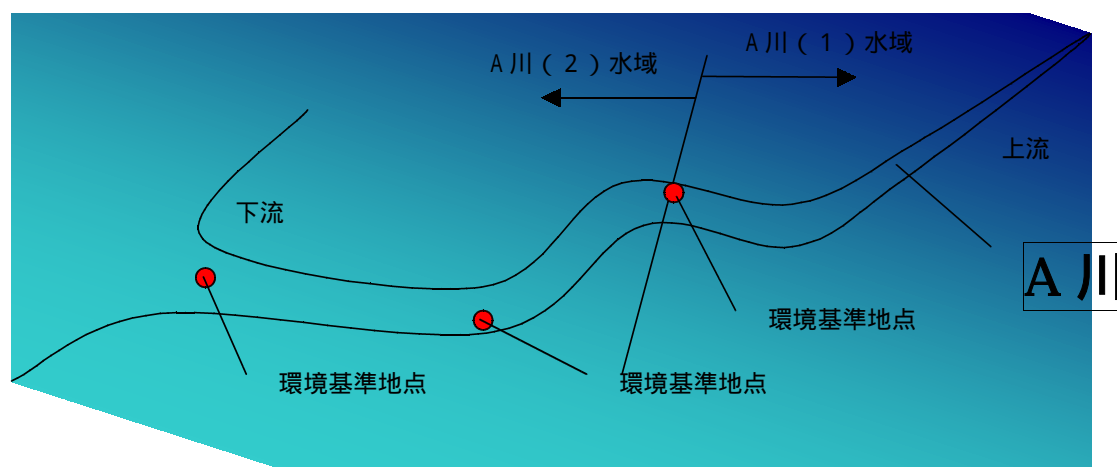 A川(1)水域
A川(2)水域
上流
下流
A 川
環境基準地点
環境基準地点
環境基準地点